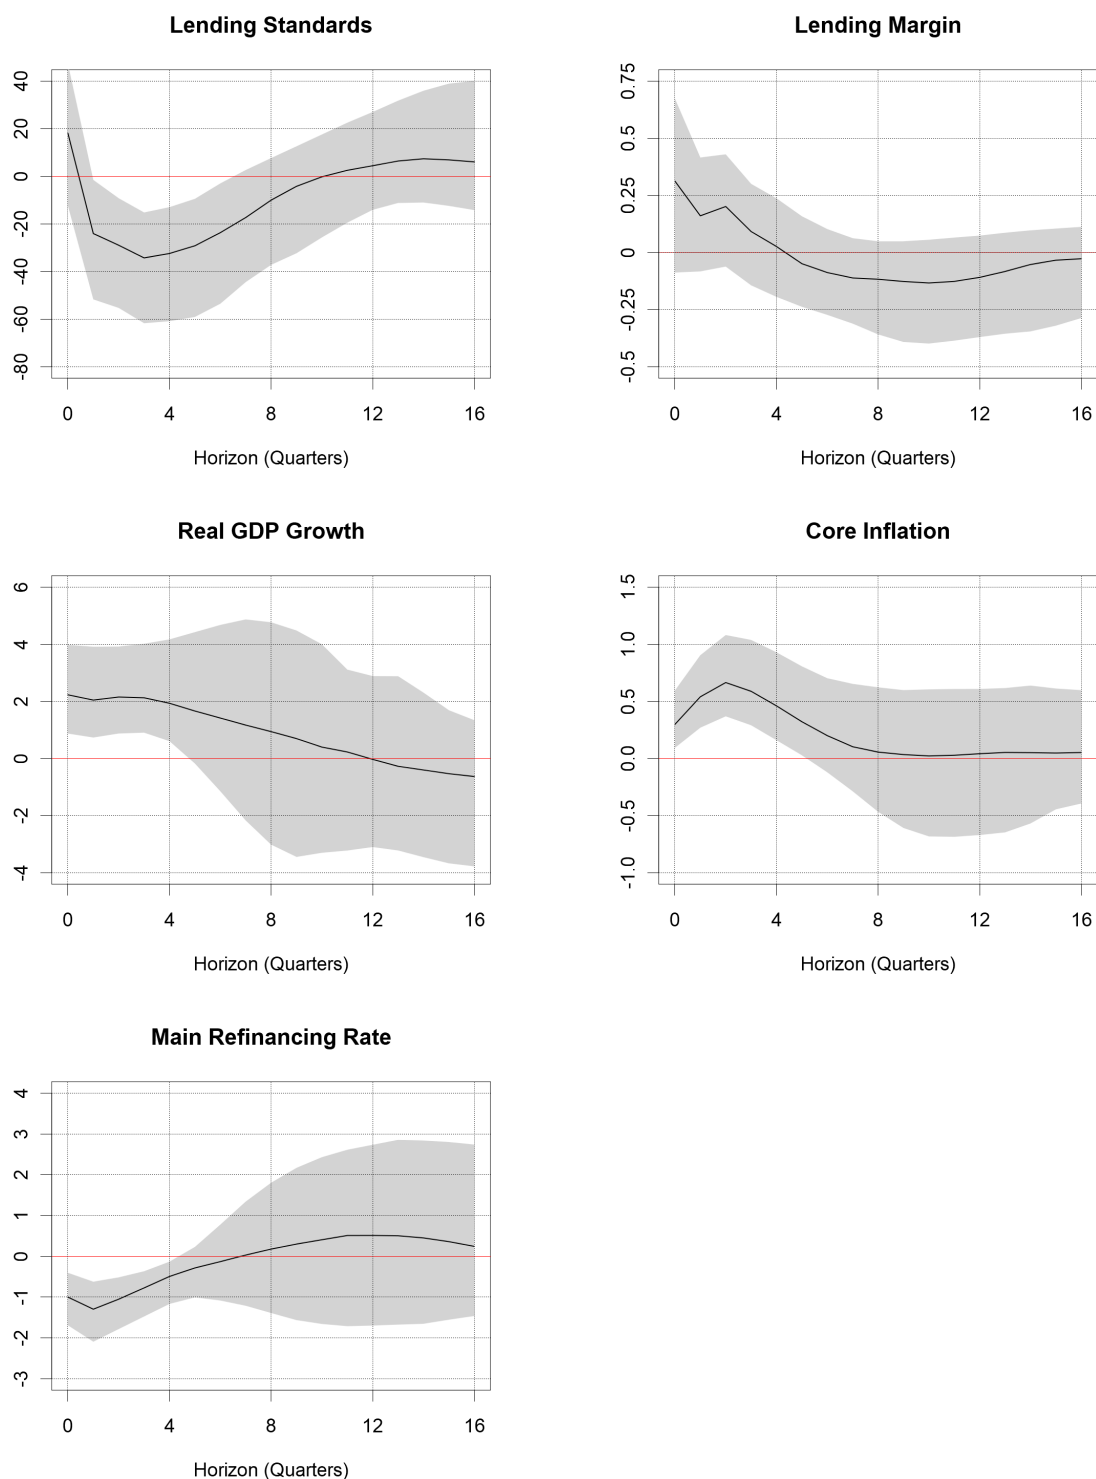 Lending Standards
40
20
0
-20
-40
-60
-80
0 4 8 12 16
Horizon (Quarters)
Lending Margin
0.75
0.5
0.25
0
-0.25
-0.5
0 4 8 12 16
Horizon (Quarters)
Real GDP Growth
6
4
2
0
-2
-4
0 4 8 12 16
Horizon (Quarters)
Core Inflation
1.5
1.0
0.5
0.0
-0.5
-1.0
0 4 8 12 16
Horizon (Quarters)
Main Refinancing Rate
4
3
2
1
0
-1
-2
-3
0 4 8 12 16
Horizon (Quarters)